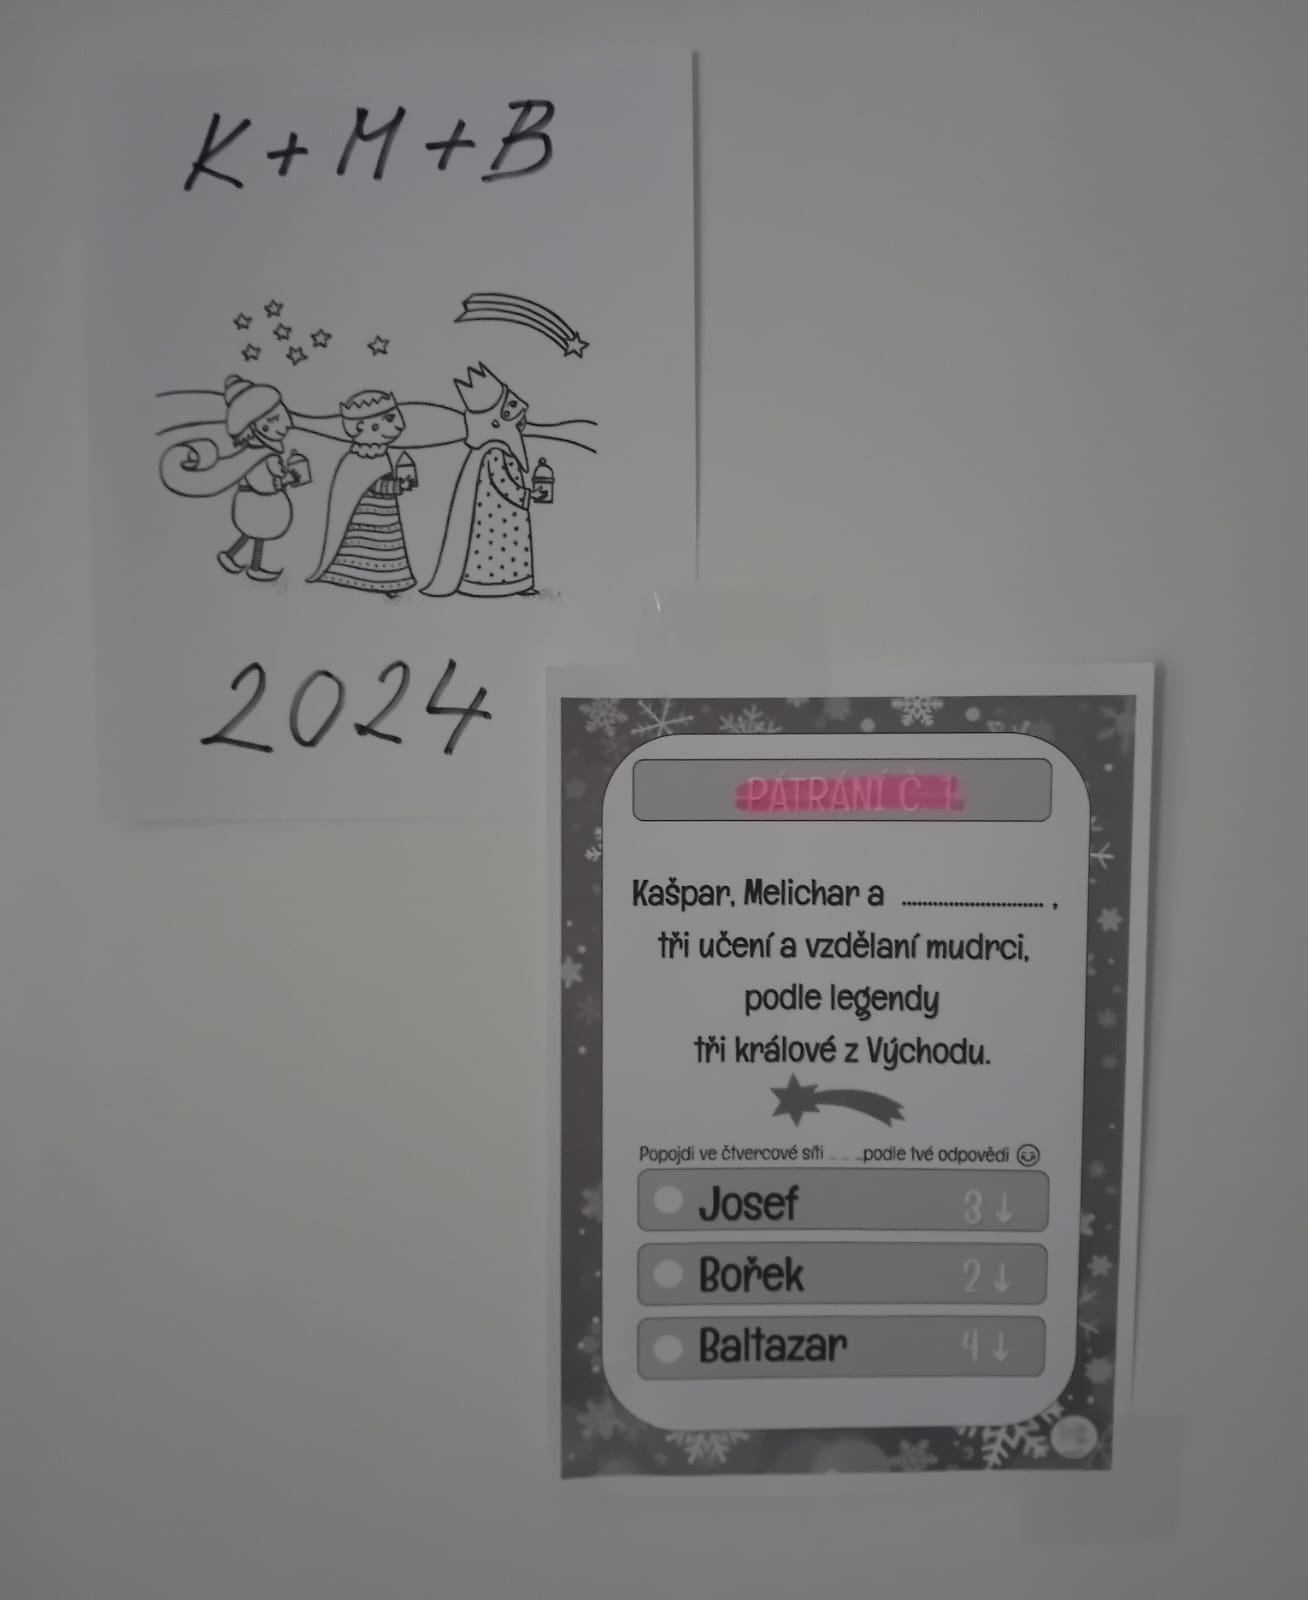 K + M + B
2024
PÁTRÁNÍ Č 1.
Kašpar, Melichar a ........................... ,
tři učení a vzdělaní mudrci,
podle legendy
tři králové z Východu.
Popojdi ve čtvercové síti _ _ _ podle tvé odpovědi ☺
Josef 3 ↓
Bořek 2 ↓
Baltazar 4 ↓